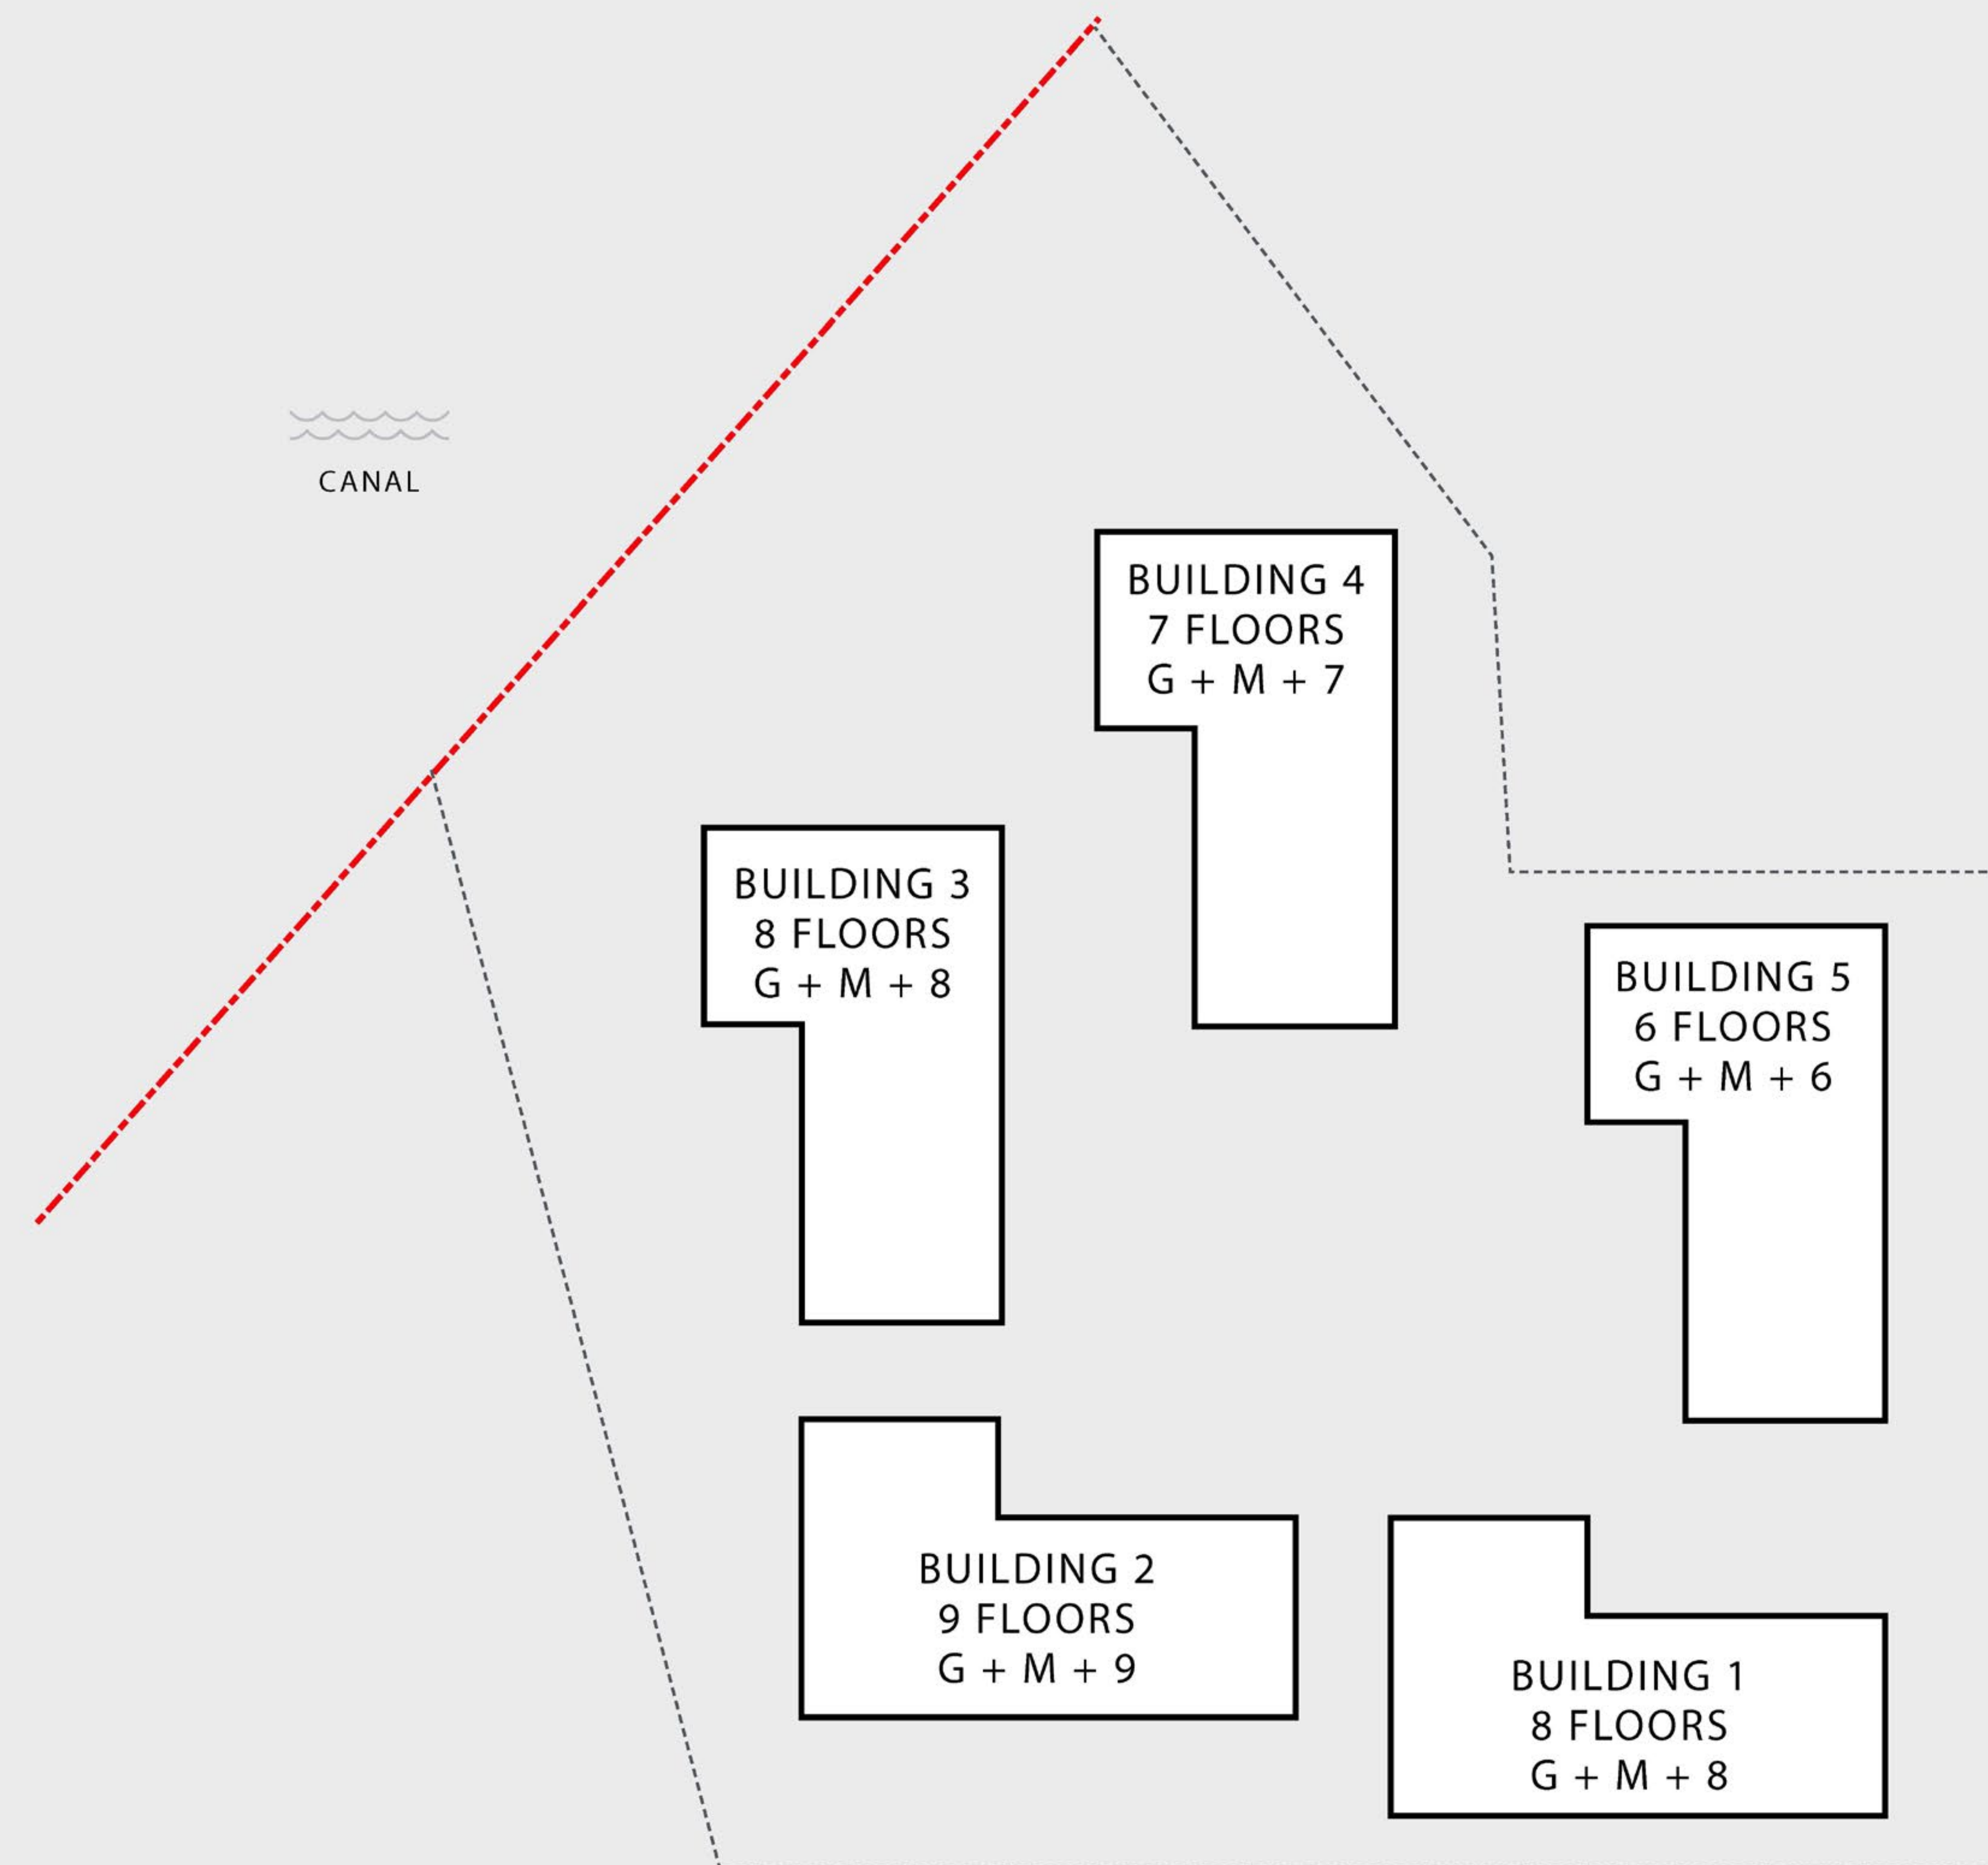 CANAL
BUILDING 4
7 FLOORS
G + M + 7
BUILDING 3
8 FLOORS
G + M + 8
BUILDING 5
6 FLOORS
G + M + 6
BUILDING 2
9 FLOORS
G + M + 9
BUILDING 1
8 FLOORS
G + M + 8